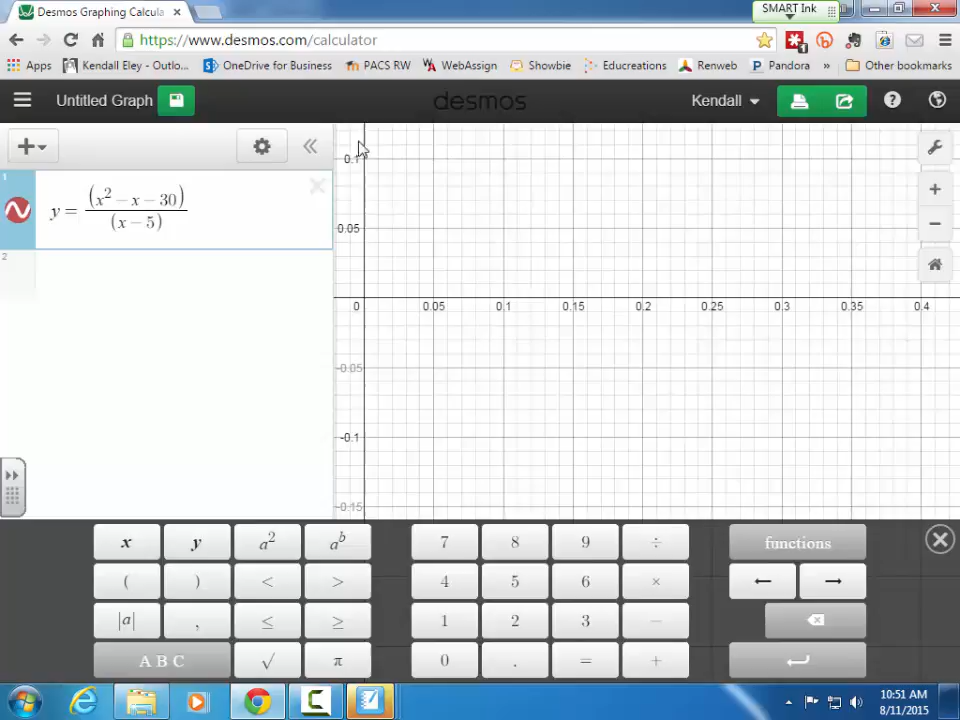 Desmos Graphing Calcula
SMART Ink
https://www.desmos.com/calculator
Apps Kendall Eley - Outlo... OneDrive for Business PACS RW WebAssign Showbie Educreations Renweb Pandora » Other bookmarks
Untitled Graph
desmos
Kendall
1
y = (x² − x − 30) / (x − 5)
2
0.1
0.05
0 0.05 0.1 0.15 0.2 0.25 0.3 0.35 0.4
-0.05
-0.1
-0.15
x y a² aᵇ 7 8 9 ÷ functions
( ) < > 4 5 6 × ← →
|a| , ≤ ≥ 1 2 3 −
A B C √ π 0 . = +
10:51 AM
8/11/2015